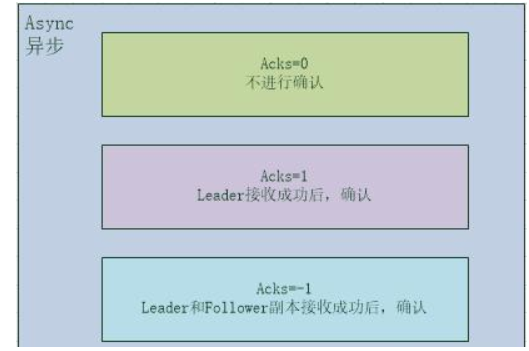 Async
异步
Acks=0
不进行确认
Acks=1
Leader接收成功后，确认
Acks=-1
Leader和Follower副本接收成功后，确认